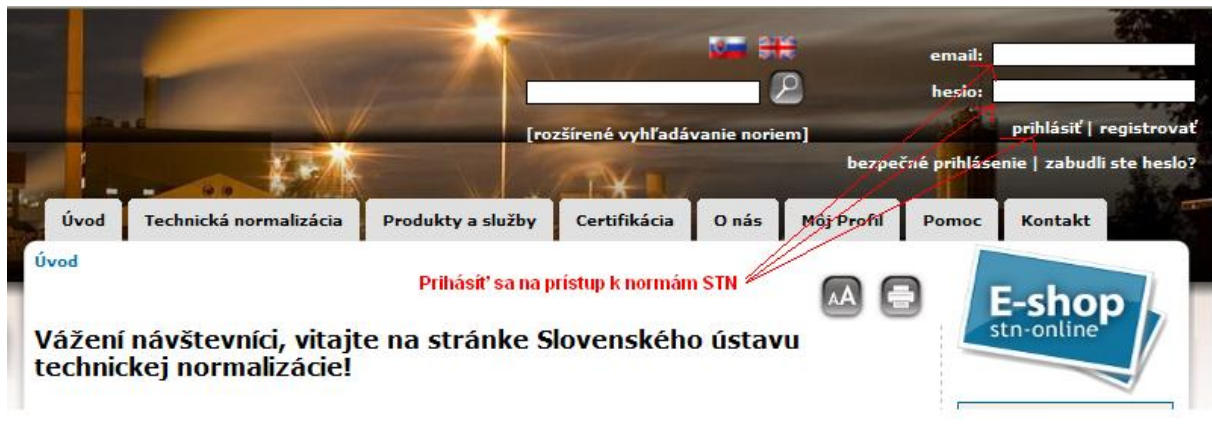 email:
heslo:
[rozšírené vyhľadávanie noriem]
prihlásiť | registrovať
bezpečné prihlásenie | zabudli ste heslo?
Úvod
Technická normalizácia
Produkty a služby
Certifikácia
O nás
Môj Profil
Pomoc
Kontakt
Úvod
Prihásíť sa na prístup k normám STN
AA
E-shop
stn-online
Vážení návštevníci, vitajte na stránke Slovenského ústavu
technickej normalizácie!